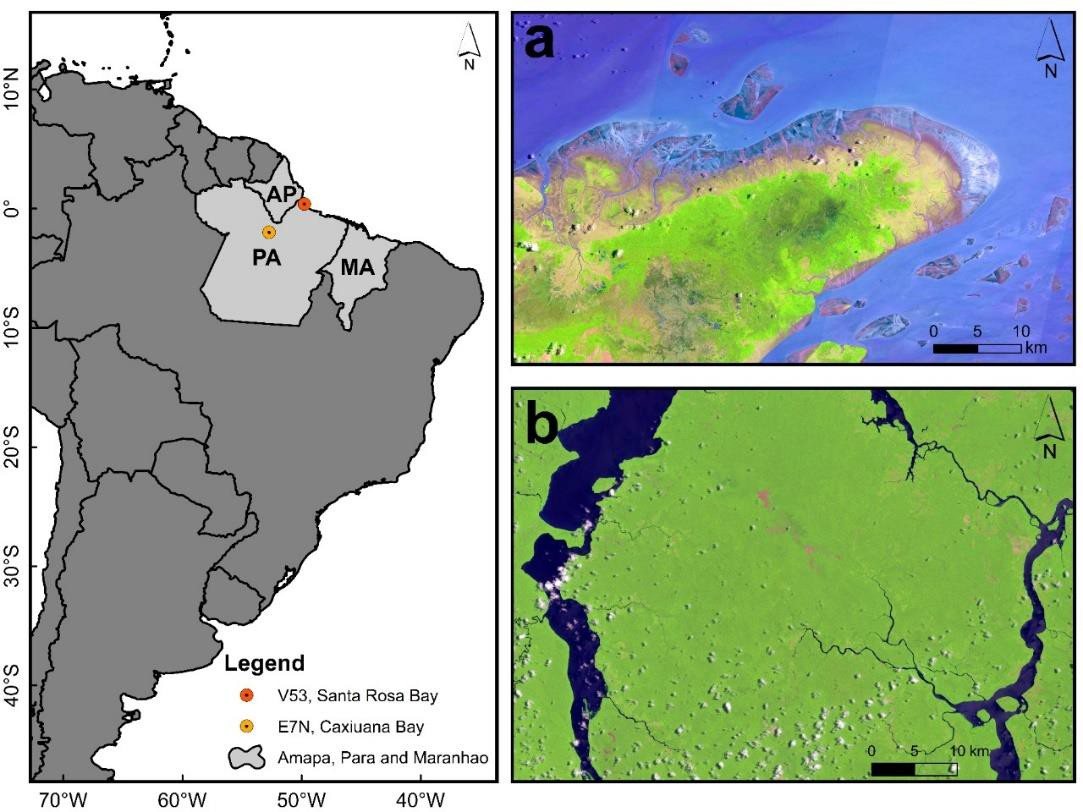 N
10°N
0°
10°S
20°S
30°S
40°S
70°W 60°W 50°W 40°W
AP
PA
MA
Legend
V53, Santa Rosa Bay
E7N, Caxiuana Bay
Amapa, Para and Maranhao
a
N
0 5 10
km
b
N
0 5 10 km